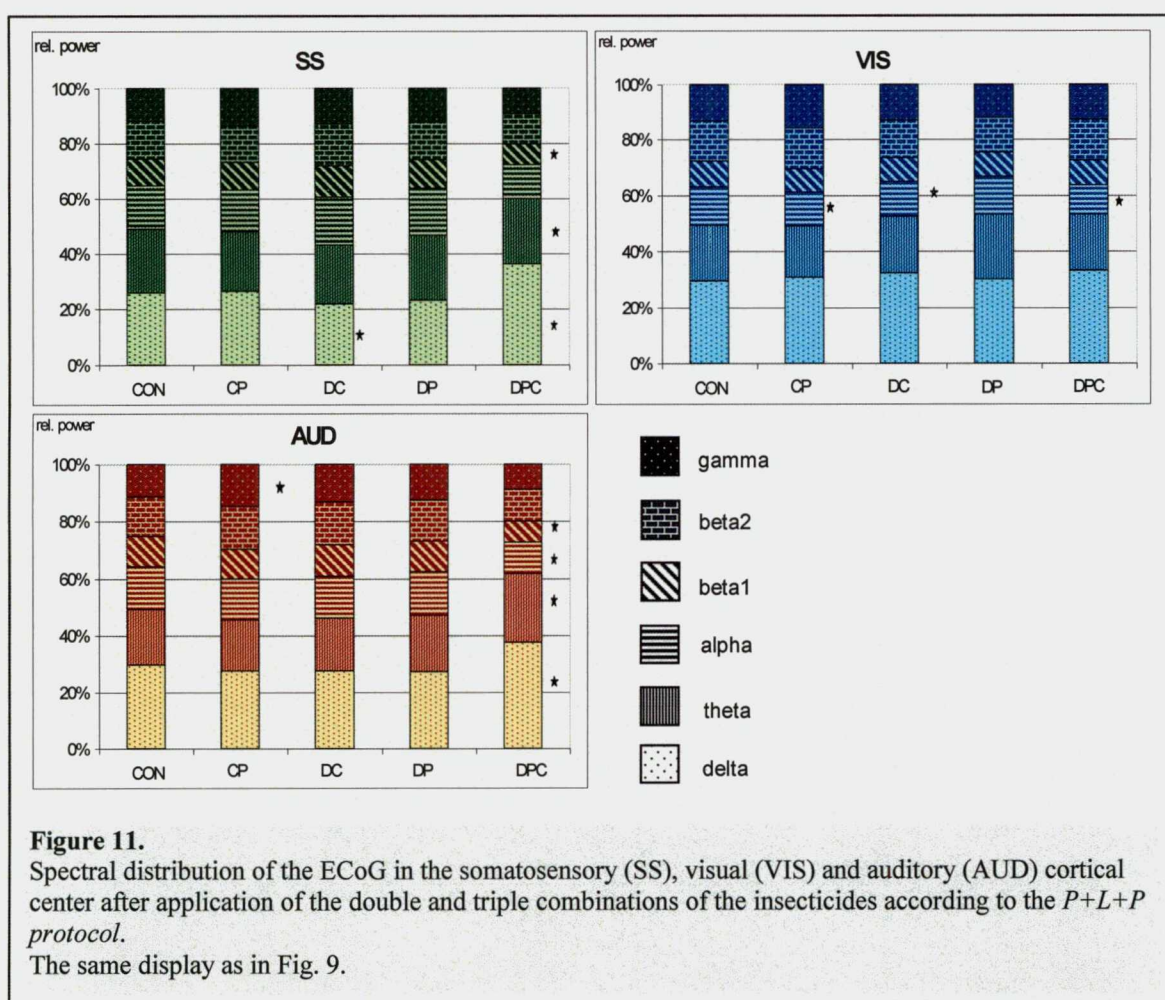 rel. power
SS
100%
80%
60%
40%
20%
0%
CON CP DC DP DPC
rel. power
VIS
100%
80%
60%
40%
20%
0%
CON CP DC DP DPC
rel. power
AUD
100%
80%
60%
40%
20%
0%
CON CP DC DP DPC
gamma
beta2
beta1
alpha
theta
delta
Figure 11.
Spectral distribution of the ECoG in the somatosensory (SS), visual (VIS) and auditory (AUD) cortical
center after application of the double and triple combinations of the insecticides according to the P+L+P
protocol.
The same display as in Fig. 9.